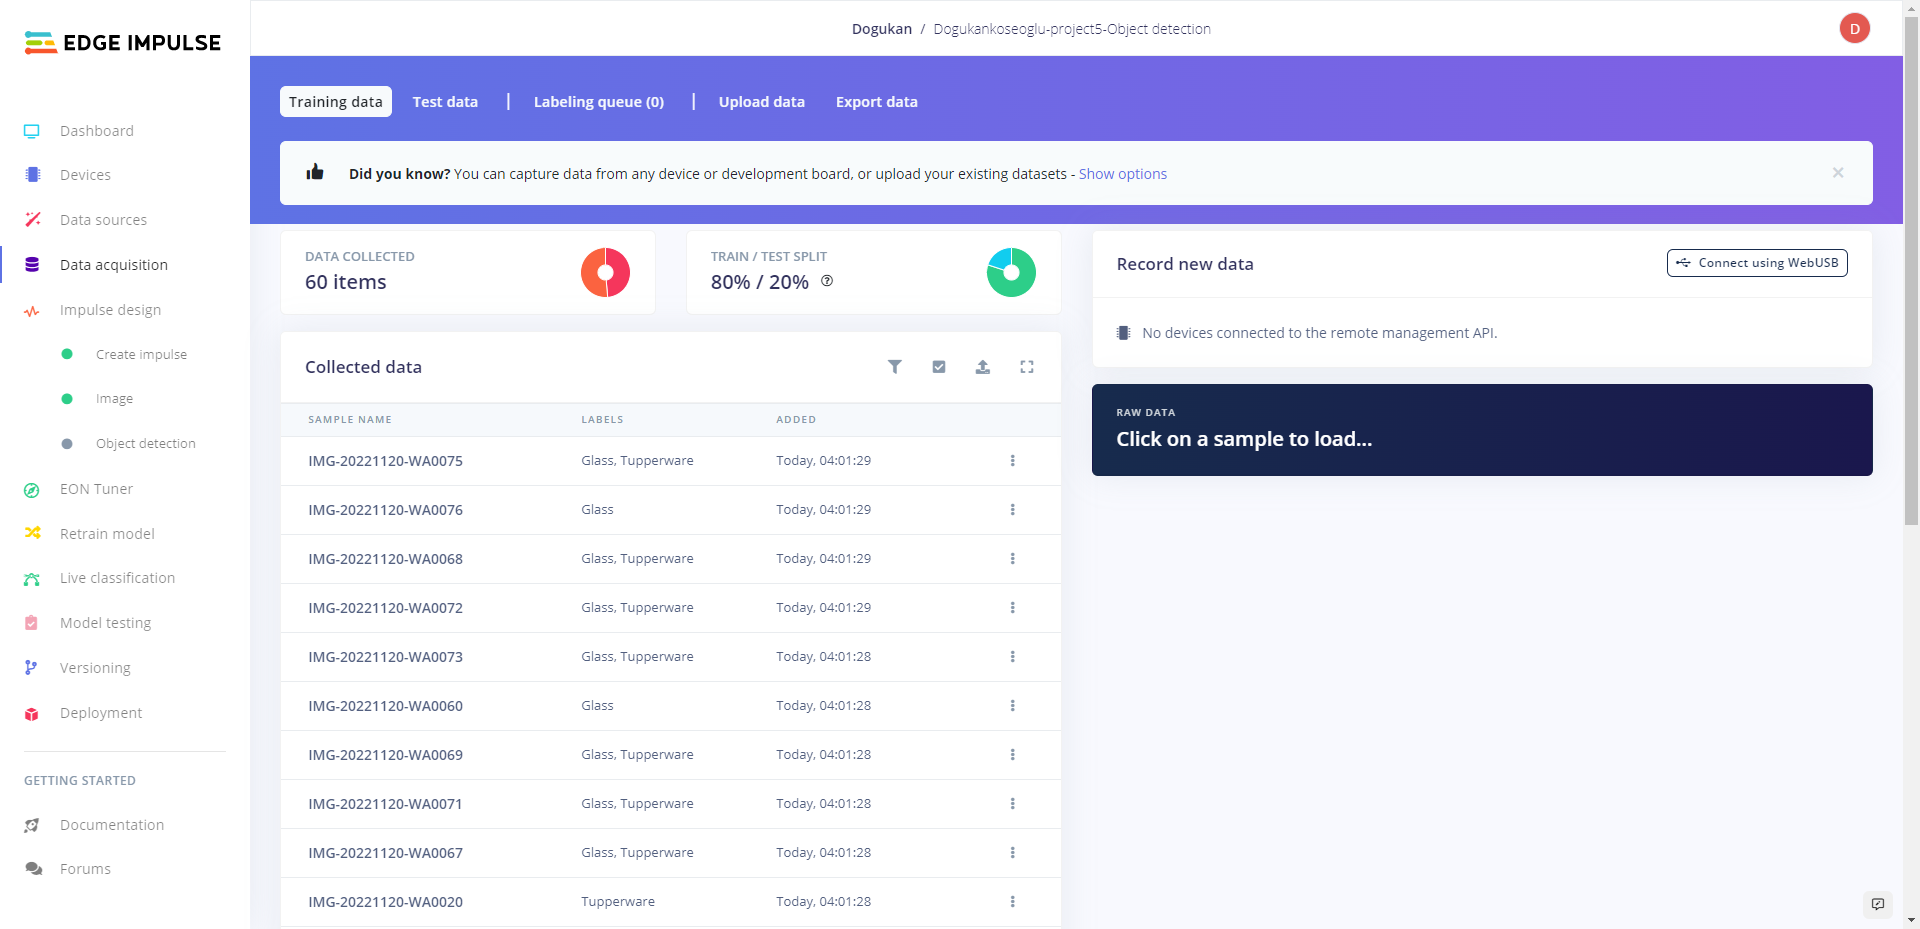 EDGE IMPULSE
Dogukan / Dogukankoseoglu-project5-Object detection
D
Dashboard
Devices
Data sources
Data acquisition
Impulse design
Create impulse
Image
Object detection
EON Tuner
Retrain model
Live classification
Model testing
Versioning
Deployment
GETTING STARTED
Documentation
Forums
Training data
Test data
Labeling queue (0)
Upload data
Export data
Did you know? You can capture data from any device or development board, or upload your existing datasets - Show options
×
DATA COLLECTED
60 items
TRAIN / TEST SPLIT
80% / 20%
Collected data
SAMPLE NAME LABELS ADDED
IMG-20221120-WA0075 Glass, Tupperware Today, 04:01:29
IMG-20221120-WA0076 Glass Today, 04:01:29
IMG-20221120-WA0068 Glass, Tupperware Today, 04:01:29
IMG-20221120-WA0072 Glass, Tupperware Today, 04:01:29
IMG-20221120-WA0073 Glass, Tupperware Today, 04:01:28
IMG-20221120-WA0060 Glass Today, 04:01:28
IMG-20221120-WA0069 Glass, Tupperware Today, 04:01:28
IMG-20221120-WA0071 Glass, Tupperware Today, 04:01:28
IMG-20221120-WA0067 Glass, Tupperware Today, 04:01:28
IMG-20221120-WA0020 Tupperware Today, 04:01:28
Record new data
Connect using WebUSB
No devices connected to the remote management API.
RAW DATA
Click on a sample to load...